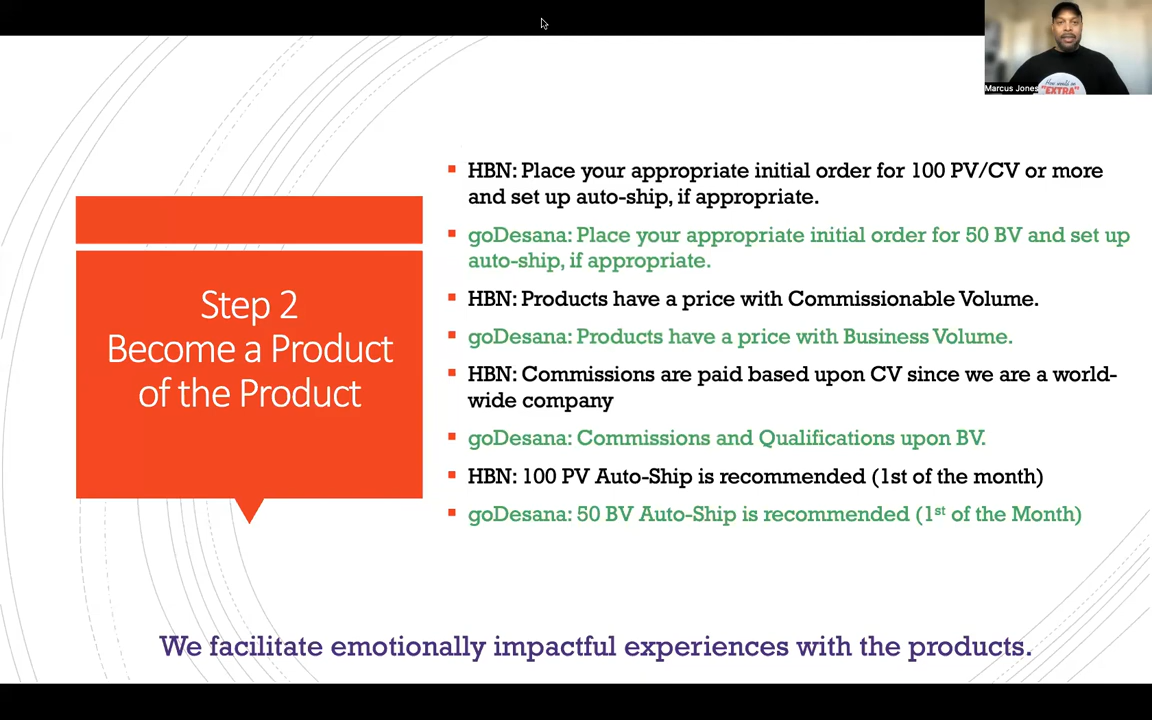 Marcus Jones
How would an
"EXTRA"
Step 2
Become a Product
of the Product
HBN: Place your appropriate initial order for 100 PV/CV or more
and set up auto-ship, if appropriate.
goDesana: Place your appropriate initial order for 50 BV and set up
auto-ship, if appropriate.
HBN: Products have a price with Commissionable Volume.
goDesana: Products have a price with Business Volume.
HBN: Commissions are paid based upon CV since we are a world-
wide company
goDesana: Commissions and Qualifications upon BV.
HBN: 100 PV Auto-Ship is recommended (1st of the month)
goDesana: 50 BV Auto-Ship is recommended (1st of the Month)
We facilitate emotionally impactful experiences with the products.